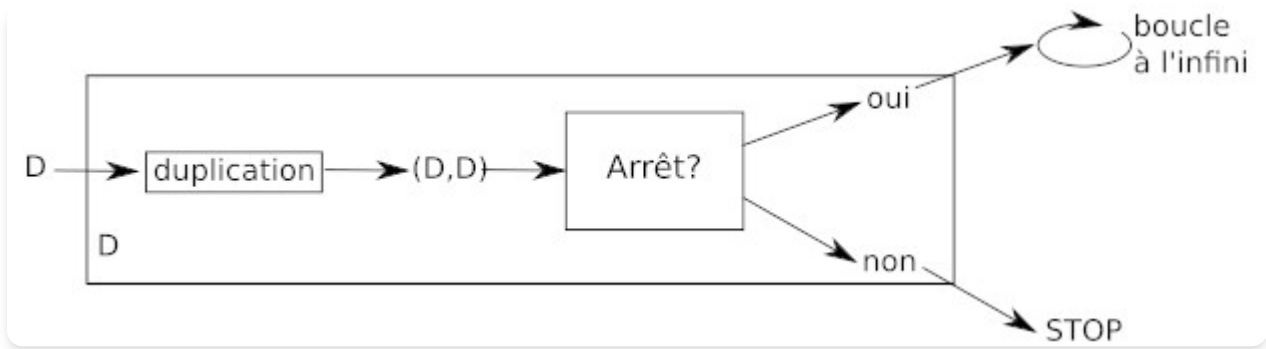 boucle
à l'infini
oui
D
duplication
(D,D)
Arrêt?
D
non
STOP